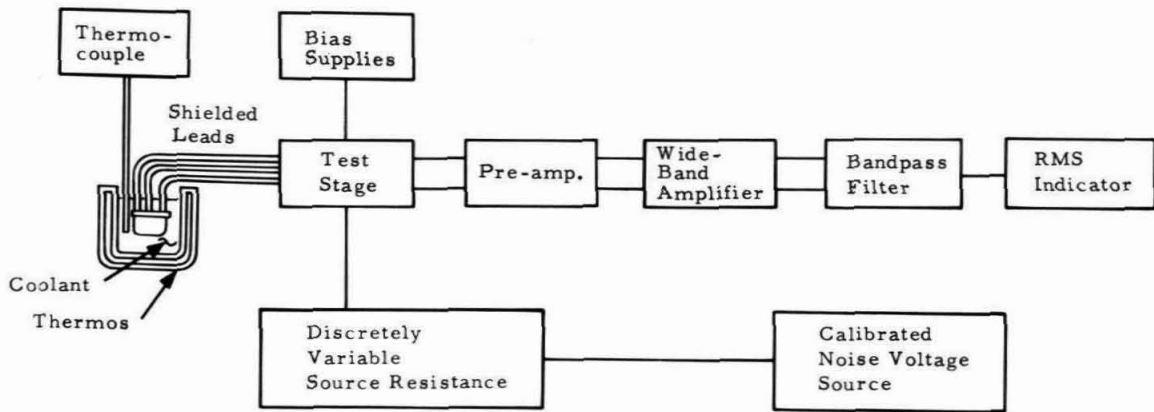 Thermo-
couple
Bias
Supplies
Shielded
Leads
Test
Stage
Pre-amp.
Wide-
Band
Amplifier
Bandpass
Filter
RMS
Indicator
Coolant
Thermos
Discretely
Variable
Source Resistance
Calibrated
Noise Voltage
Source